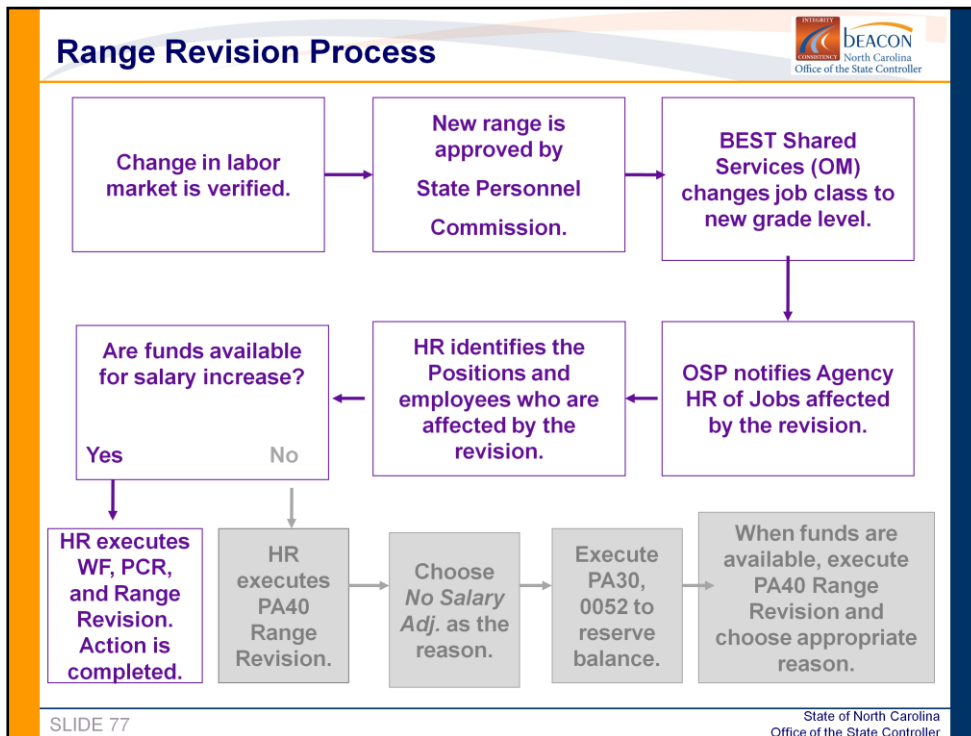 Range Revision Process
INTEGRITY
CONSISTENCY
bEACON
North Carolina
Office of the State Controller
Change in labor
market is verified.
New range is
approved by
State Personnel
Commission.
BEST Shared
Services (OM)
changes job class to
new grade level.
OSP notifies Agency
HR of Jobs affected
by the revision.
HR identifies the
Positions and
employees who are
affected by the
revision.
Are funds available
for salary increase?
Yes No
HR executes
WF, PCR,
and Range
Revision.
Action is
completed.
HR
executes
PA40
Range
Revision.
Choose
No Salary
Adj. as the
reason.
Execute
PA30,
0052 to
reserve
balance.
When funds are
available, execute
PA40 Range
Revision and
choose appropriate
reason.
SLIDE 77
State of North Carolina
Office of the State Controller